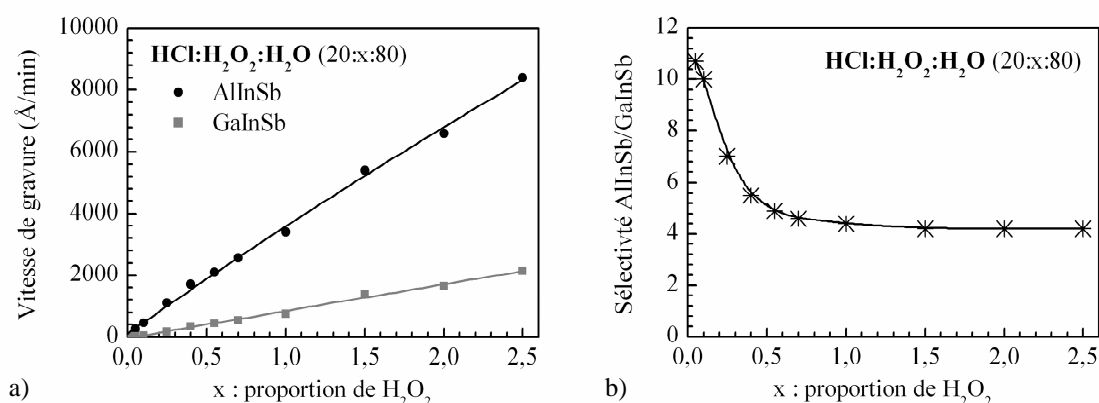 10000
8000
6000
4000
2000
0
Vitesse de gravure (Å/min)
HCl:H₂O₂:H₂O (20:x:80)
AlInSb
GaInSb
0,0 0,5 1,0 1,5 2,0 2,5
x : proportion de H₂O₂
a)
12
10
8
6
4
2
0
Sélectivté AlInSb/GaInSb
HCl:H₂O₂:H₂O (20:x:80)
0,0 0,5 1,0 1,5 2,0 2,5
x : proportion de H₂O₂
b)